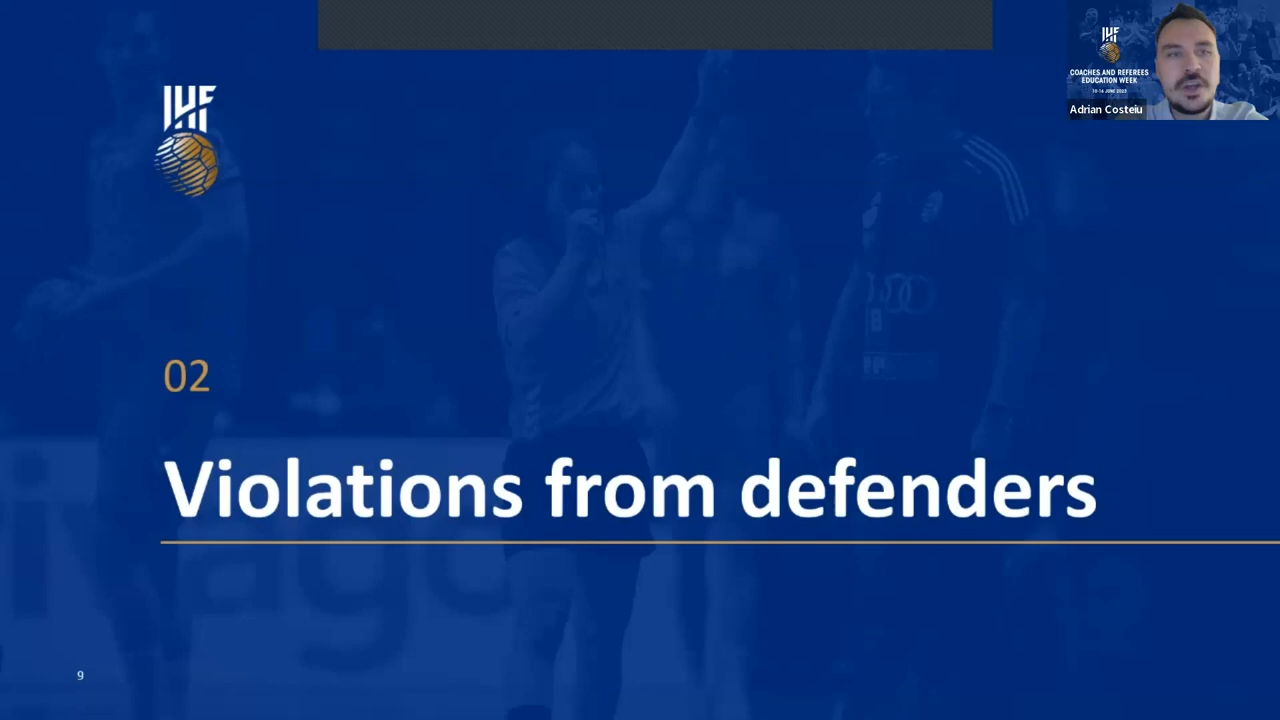 IHF
02
Violations from defenders
9
IHF
COACHES AND REFEREES
EDUCATION WEEK
Adrian Costeiu